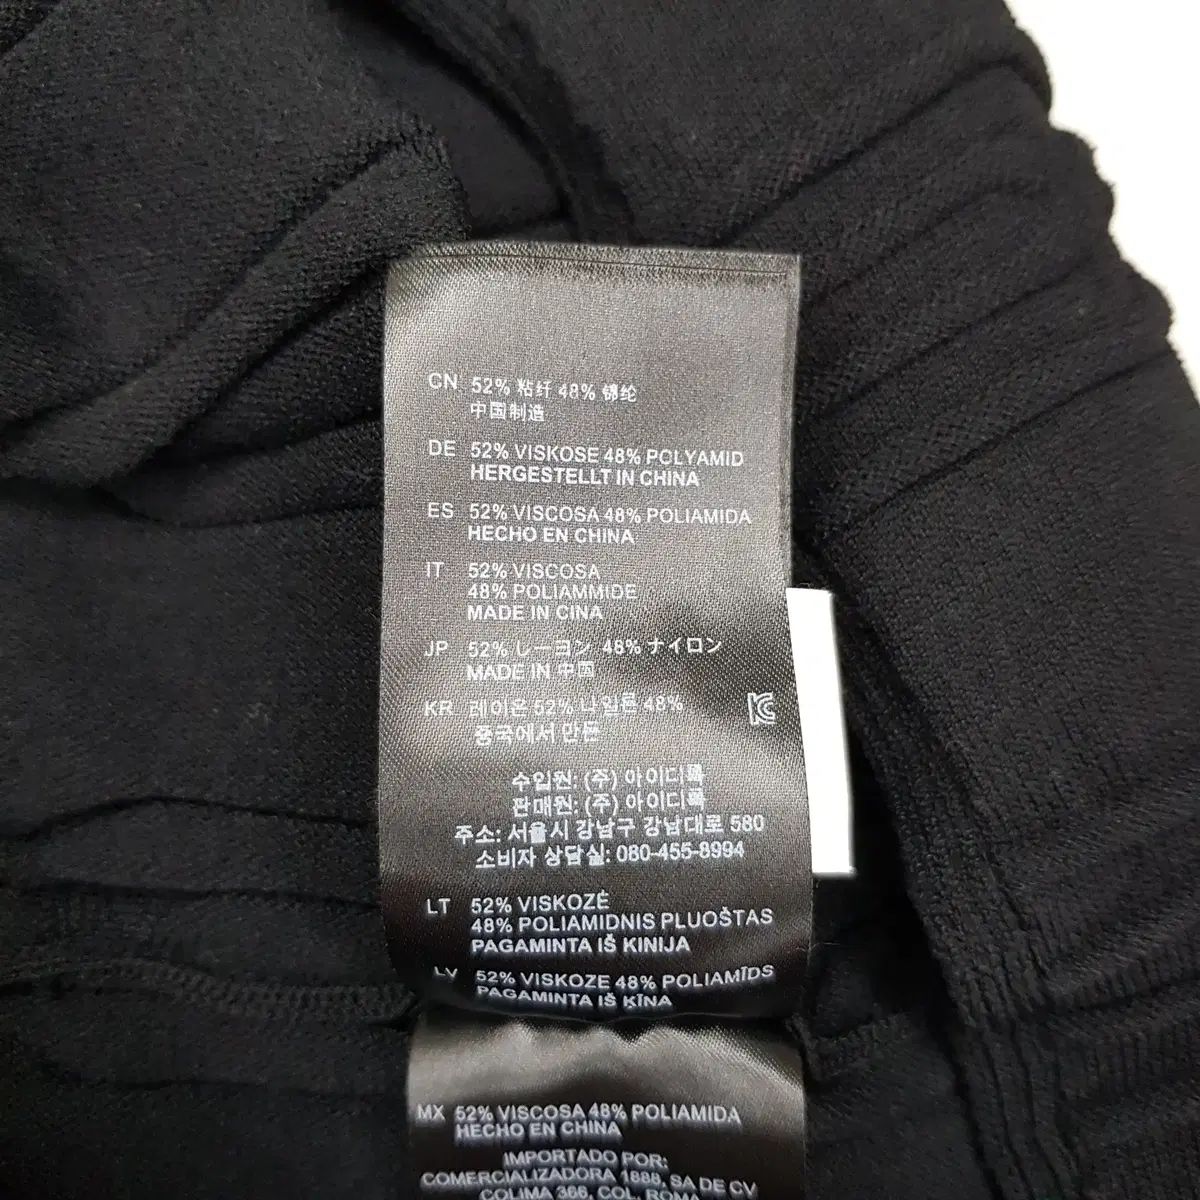 CN 52% 粘纤 48% 锦纶
中国制造
DE 52% VISKOSE 48% POLYAMID
HERGESTELLT IN CHINA
ES 52% VISCOSA 48% POLIAMIDA
HECHO EN CHINA
IT 52% VISCOSA
48% POLIAMMIDE
MADE IN CINA
JP 52% レーヨン 48% ナイロン
MADE IN 中国
KR 레이온 52% 나일론 48%
중국에서 만든
수입원: (주) 아이디룩
판매원: (주) 아이디룩
주소: 서울시 강남구 강남대로 580
소비자 상담실: 080-455-8994
LT 52% VISKOZĖ
48% POLIAMIDNIS PLUOŠTAS
PAGAMINTA IŠ KINIJA
LV 52% VISKOZE 48% POLIAMĪDS
PAGAMINTA IŠ ĶĪNA
MX 52% VISCOSA 48% POLIAMIDA
HECHO EN CHINA
IMPORTADO POR:
COMERCIALIZADORA 1888, SA DE CV
COLIMA 366, COL. ROMA